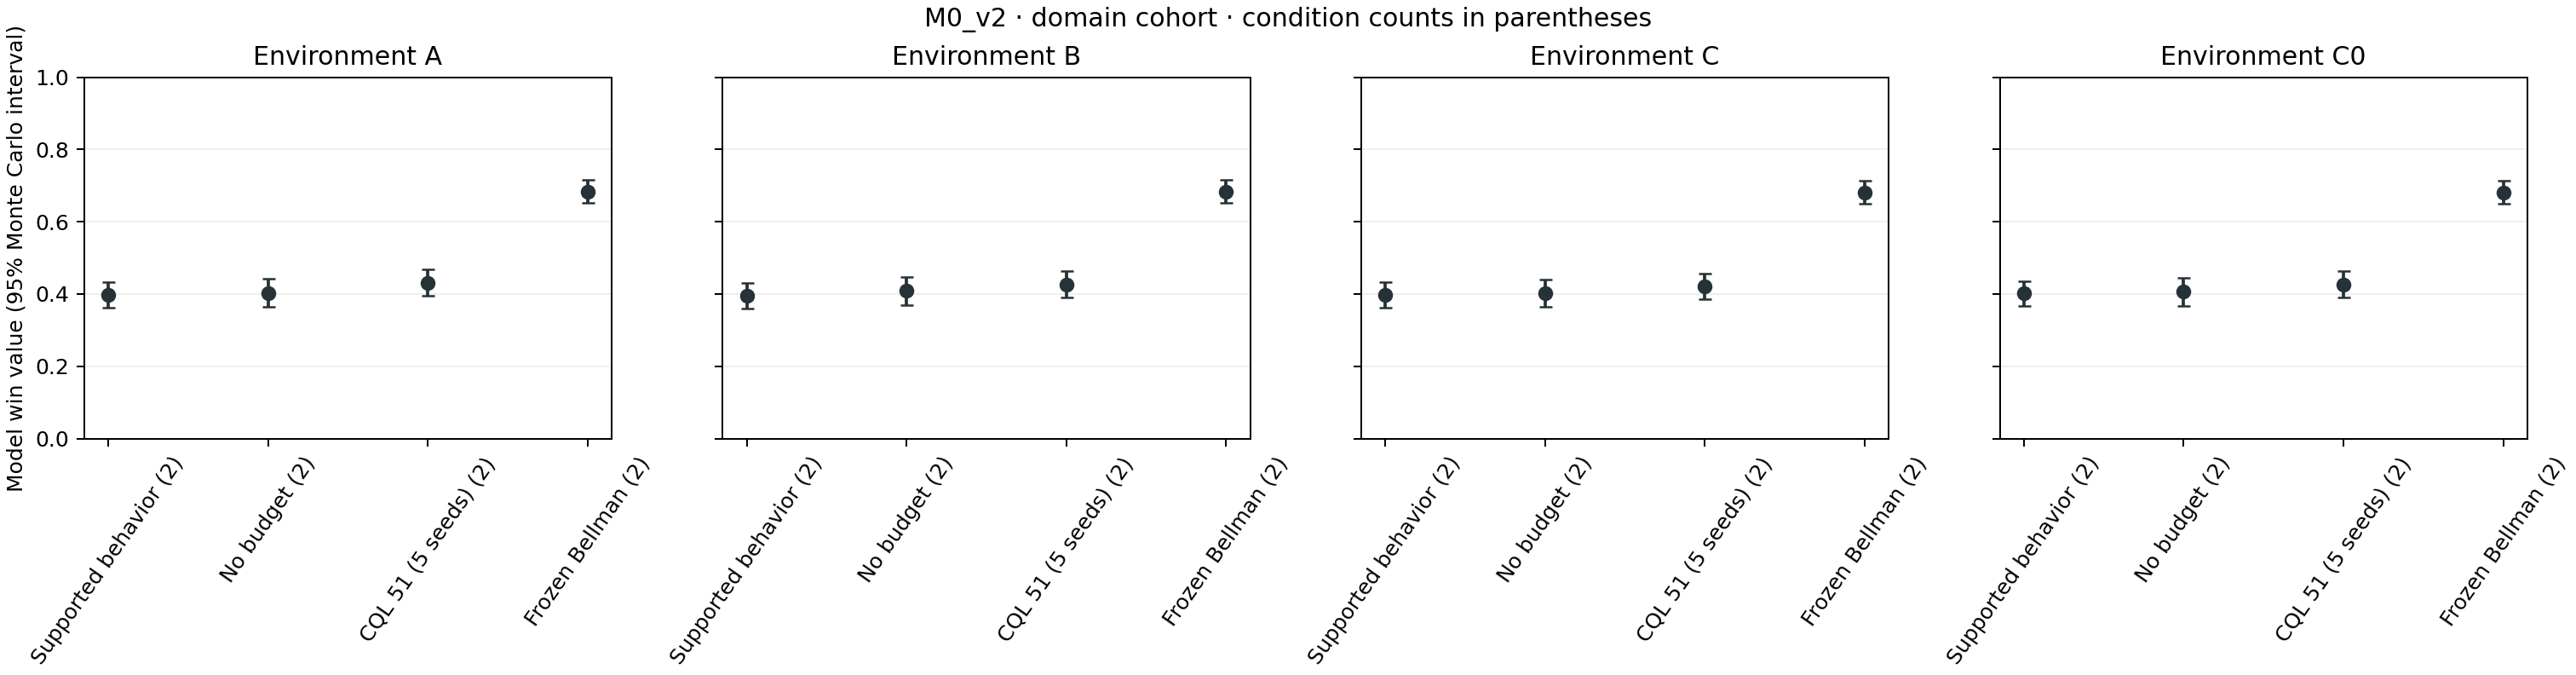 M0_v2 · domain cohort · condition counts in parentheses
Model win value (95% Monte Carlo interval)
Environment A
1.0
0.8
0.6
0.4
0.2
0.0
Supported behavior (2)
No budget (2)
CQL 51 (5 seeds) (2)
Frozen Bellman (2)
Environment B
Supported behavior (2)
No budget (2)
CQL 51 (5 seeds) (2)
Frozen Bellman (2)
Environment C
Supported behavior (2)
No budget (2)
CQL 51 (5 seeds) (2)
Frozen Bellman (2)
Environment C0
Supported behavior (2)
No budget (2)
CQL 51 (5 seeds) (2)
Frozen Bellman (2)